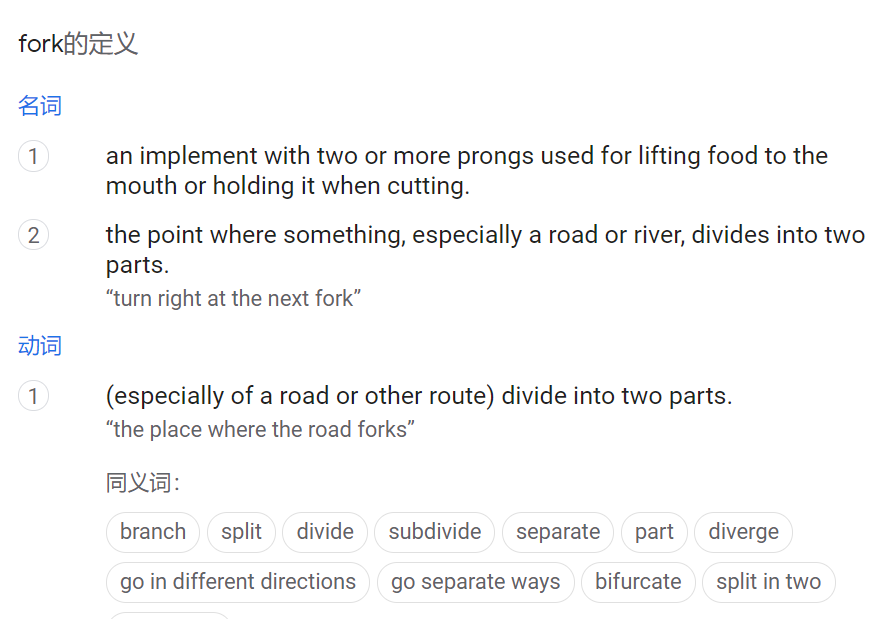 fork的定义
名词
1
an implement with two or more prongs used for lifting food to the
mouth or holding it when cutting.
2
the point where something, especially a road or river, divides into two
parts.
“turn right at the next fork”
动词
1
(especially of a road or other route) divide into two parts.
“the place where the road forks”
同义词：
branch split divide subdivide separate part diverge
go in different directions go separate ways bifurcate split in two